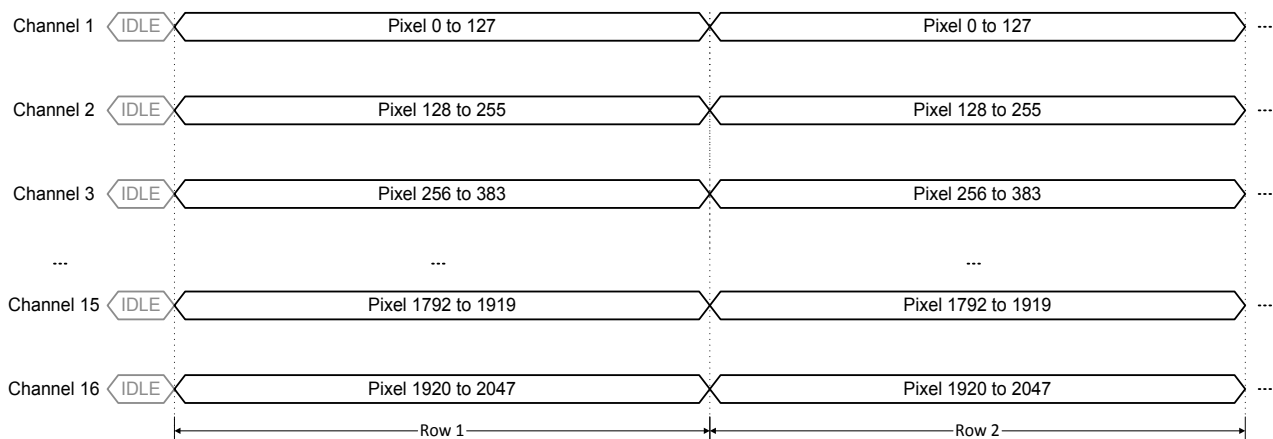 Channel 1 IDLE Pixel 0 to 127 Pixel 0 to 127 ...
Channel 2 IDLE Pixel 128 to 255 Pixel 128 to 255 ...
Channel 3 IDLE Pixel 256 to 383 Pixel 256 to 383 ...
... ... ...
Channel 15 IDLE Pixel 1792 to 1919 Pixel 1792 to 1919 ...
Channel 16 IDLE Pixel 1920 to 2047 Pixel 1920 to 2047 ...
Row 1 Row 2